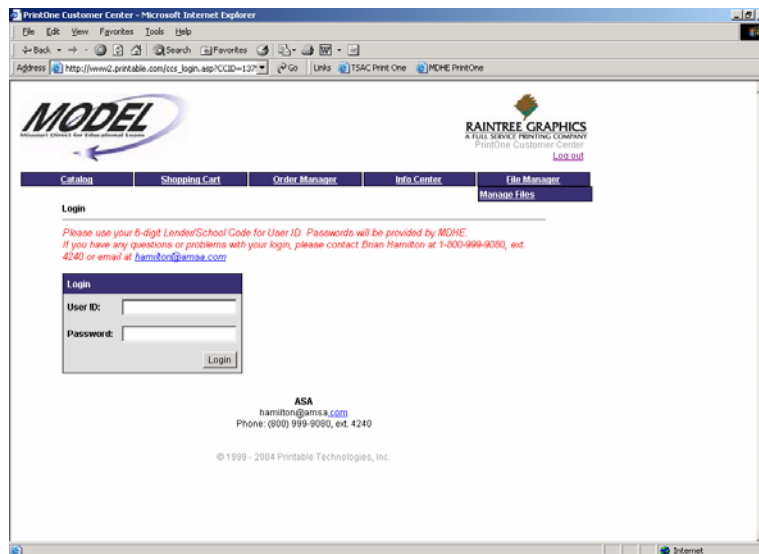 PrintOne Customer Center - Microsoft Internet Explorer
File Edit View Favorites Tools Help
Back Search Favorites
Address http://www2.printable.com/ccs_login.asp?CCID=137 Go Links TSAC Print One MDHE PrintOne
MODEL
Missouri Direct for Educational Loans
RAINTREE GRAPHICS
A FULL SERVICE PRINTING COMPANY
PrintOne Customer Center
Log out
Catalog Shopping Cart Order Manager Info Center File Manager
Manage Files
Login
Please use your 6-digit Lender/School Code for User ID. Passwords will be provided by MDHE.
If you have any questions or problems with your login, please contact Brian Hamilton at 1-800-999-9080, ext.
4240 or email at hamilton@amsa.com
Login
User ID:
Password:
Login
ASA
hamilton@amsa.com
Phone: (800) 999-9080, ext. 4240
© 1999 - 2004 Printable Technologies, Inc.
Internet